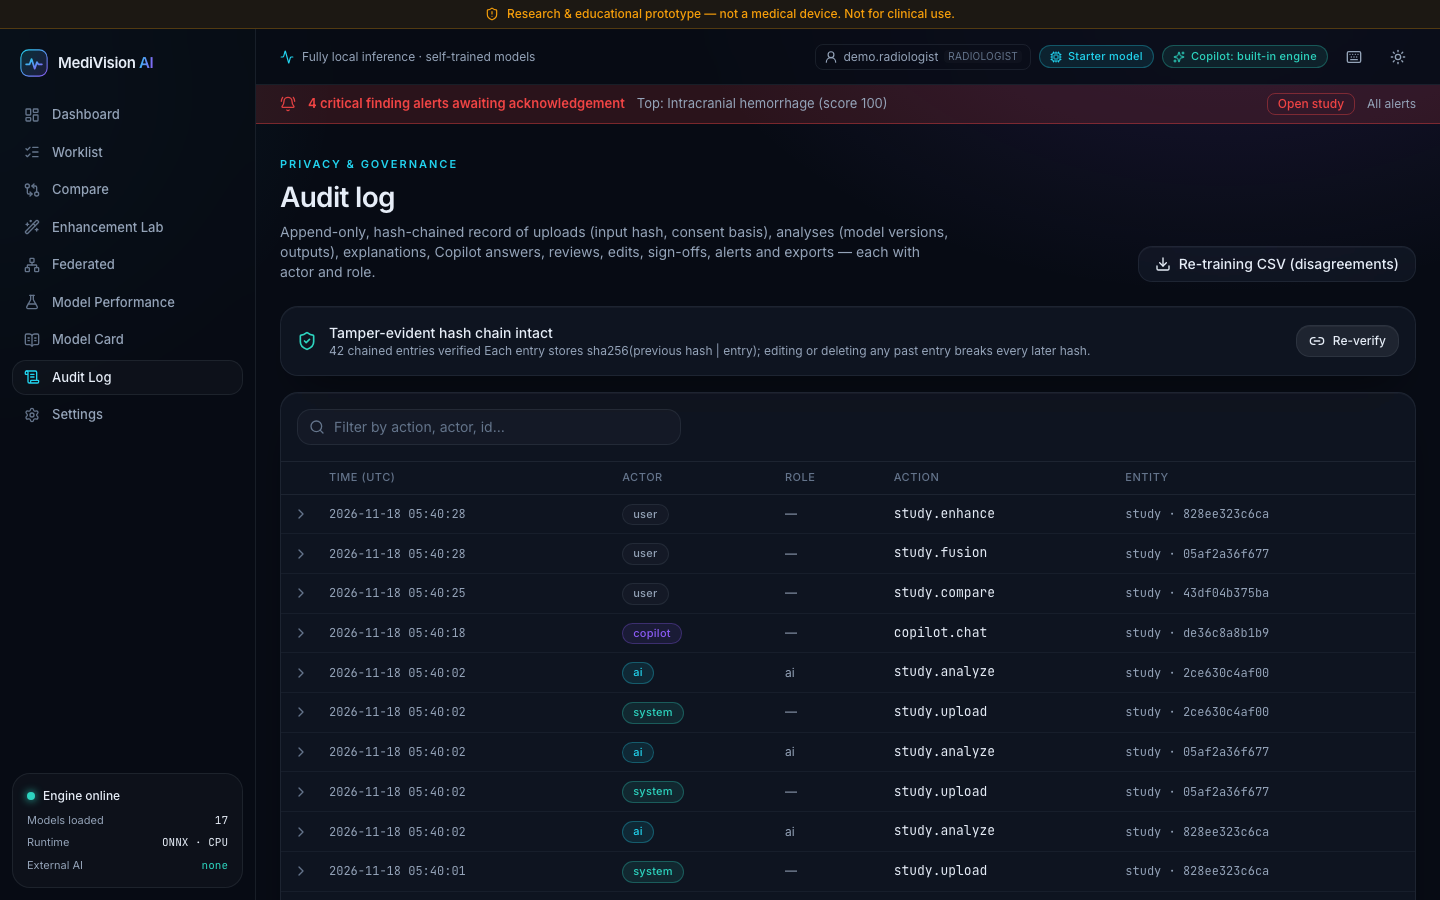 Research & educational prototype — not a medical device. Not for clinical use.
MediVision AI
Dashboard
Worklist
Compare
Enhancement Lab
Federated
Model Performance
Model Card
Audit Log
Settings
Engine online
Models loaded 17
Runtime ONNX · CPU
External AI none
Fully local inference · self-trained models
demo.radiologist RADIOLOGIST
Starter model
Copilot: built-in engine
4 critical finding alerts awaiting acknowledgement Top: Intracranial hemorrhage (score 100)
Open study
All alerts
PRIVACY & GOVERNANCE
Audit log
Append-only, hash-chained record of uploads (input hash, consent basis), analyses (model versions,
outputs), explanations, Copilot answers, reviews, edits, sign-offs, alerts and exports — each with
actor and role.
Re-training CSV (disagreements)
Tamper-evident hash chain intact
42 chained entries verified Each entry stores sha256(previous hash | entry); editing or deleting any past entry breaks every later hash.
Re-verify
Filter by action, actor, id...
TIME (UTC) ACTOR ROLE ACTION ENTITY
2026-11-18 05:40:28 user — study.enhance study · 828ee323c6ca
2026-11-18 05:40:28 user — study.fusion study · 05af2a36f677
2026-11-18 05:40:25 user — study.compare study · 43df04b375ba
2026-11-18 05:40:18 copilot — copilot.chat study · de36c8a8b1b9
2026-11-18 05:40:02 ai ai study.analyze study · 2ce630c4af00
2026-11-18 05:40:02 system — study.upload study · 2ce630c4af00
2026-11-18 05:40:02 ai ai study.analyze study · 05af2a36f677
2026-11-18 05:40:02 system — study.upload study · 05af2a36f677
2026-11-18 05:40:02 ai ai study.analyze study · 828ee323c6ca
2026-11-18 05:40:01 system — study.upload study · 828ee323c6ca